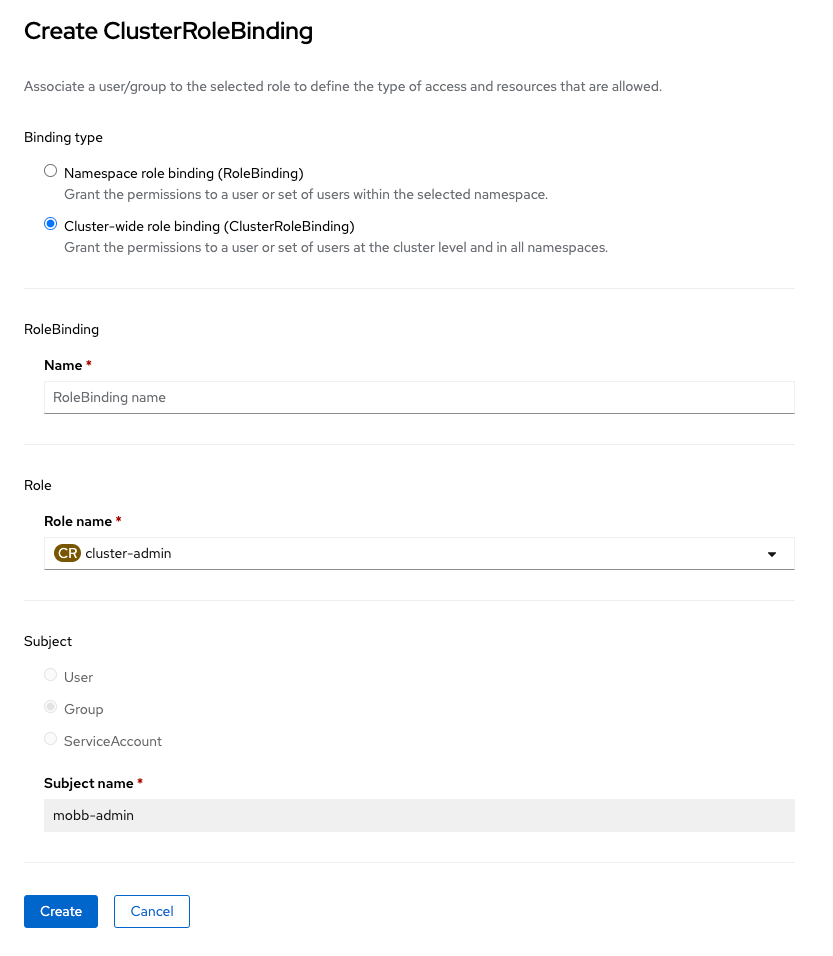 Create ClusterRoleBinding
Associate a user/group to the selected role to define the type of access and resources that are allowed.
Binding type
Namespace role binding (RoleBinding)
Grant the permissions to a user or set of users within the selected namespace.
Cluster-wide role binding (ClusterRoleBinding)
Grant the permissions to a user or set of users at the cluster level and in all namespaces.
RoleBinding
Name *
RoleBinding name
Role
Role name *
CR cluster-admin
Subject
User
Group
ServiceAccount
Subject name *
mobb-admin
Create Cancel